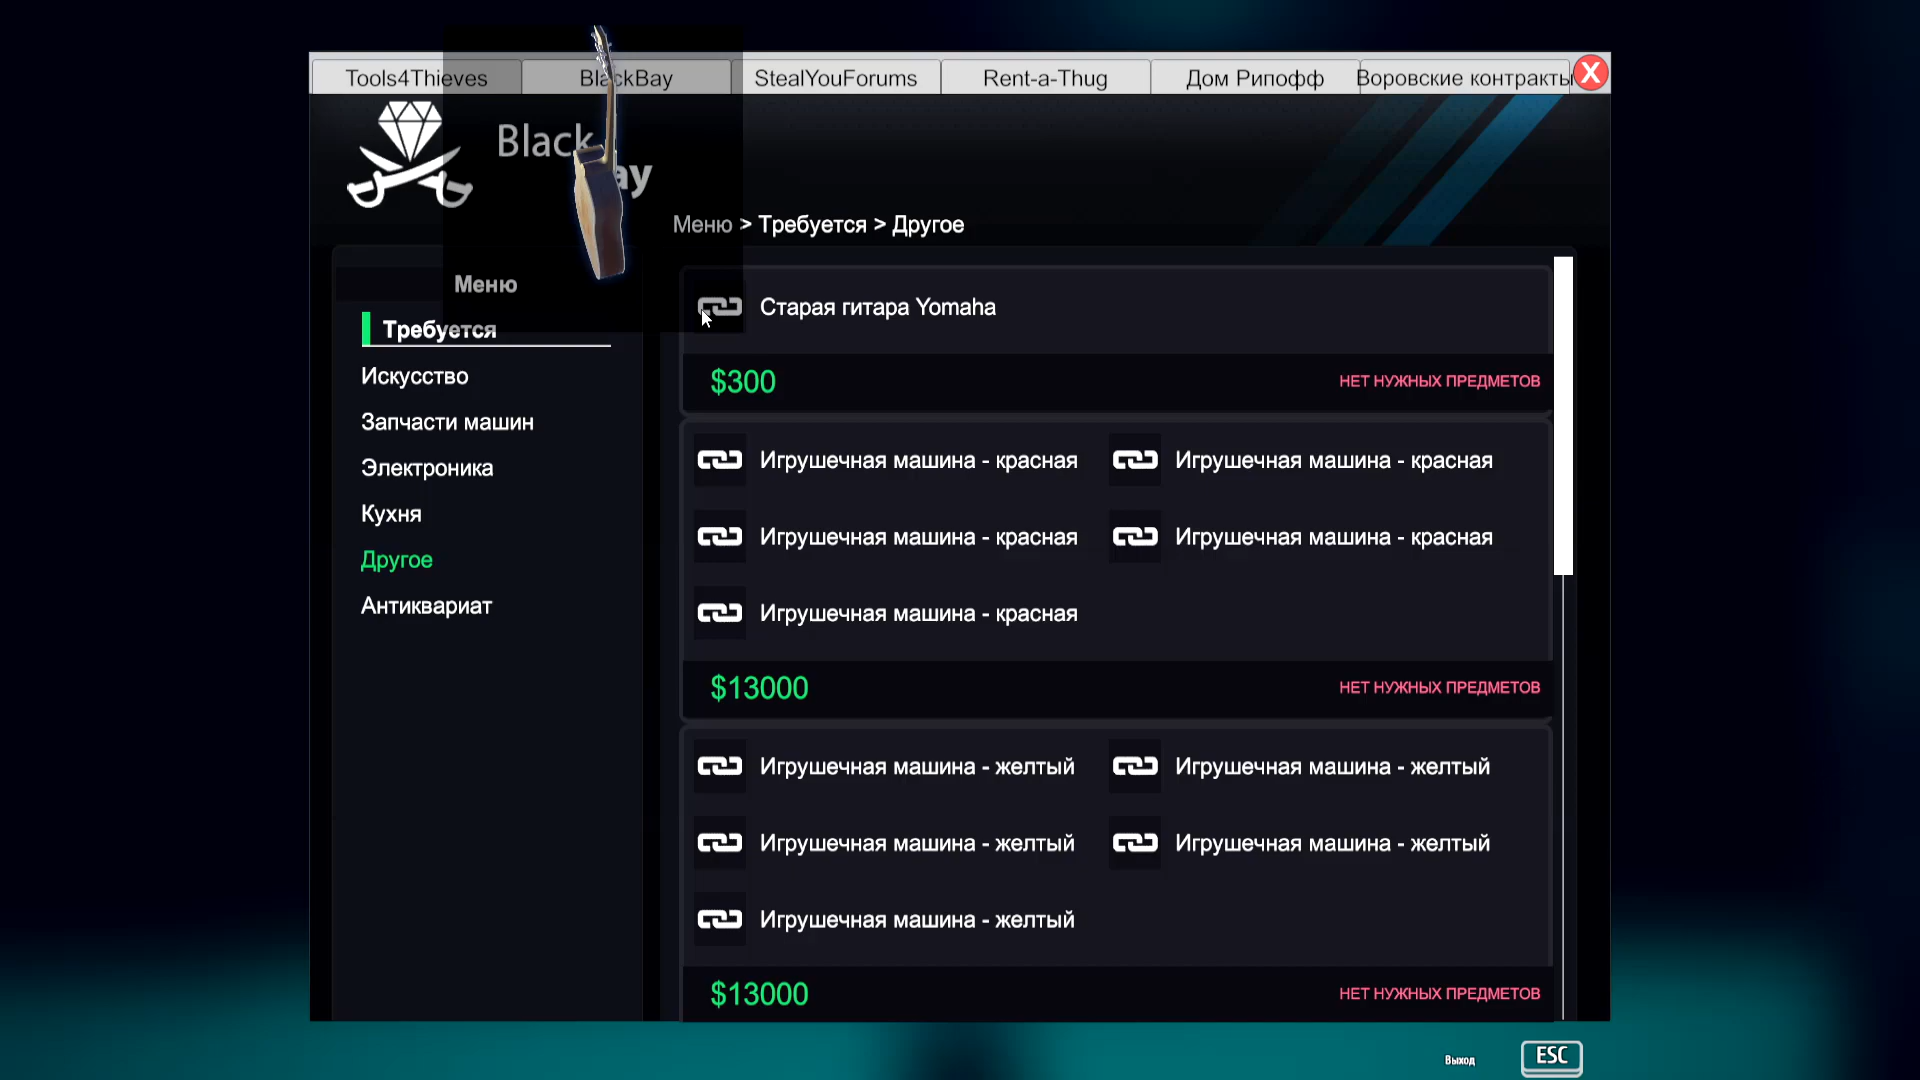 Tools4Thieves BlackBay StealYouForums Rent-a-Thug Дом Рипофф Воровские контракты X
Black
ay
Меню > Требуется > Другое
Меню
Требуется
Искусство
Запчасти машин
Электроника
Кухня
Другое
Антиквариат
Старая гитара Yomaha
$300 НЕТ НУЖНЫХ ПРЕДМЕТОВ
Игрушечная машина - красная Игрушечная машина - красная
Игрушечная машина - красная Игрушечная машина - красная
Игрушечная машина - красная
$13000 НЕТ НУЖНЫХ ПРЕДМЕТОВ
Игрушечная машина - желтый Игрушечная машина - желтый
Игрушечная машина - желтый Игрушечная машина - желтый
Игрушечная машина - желтый
$13000 НЕТ НУЖНЫХ ПРЕДМЕТОВ
Выход ESC